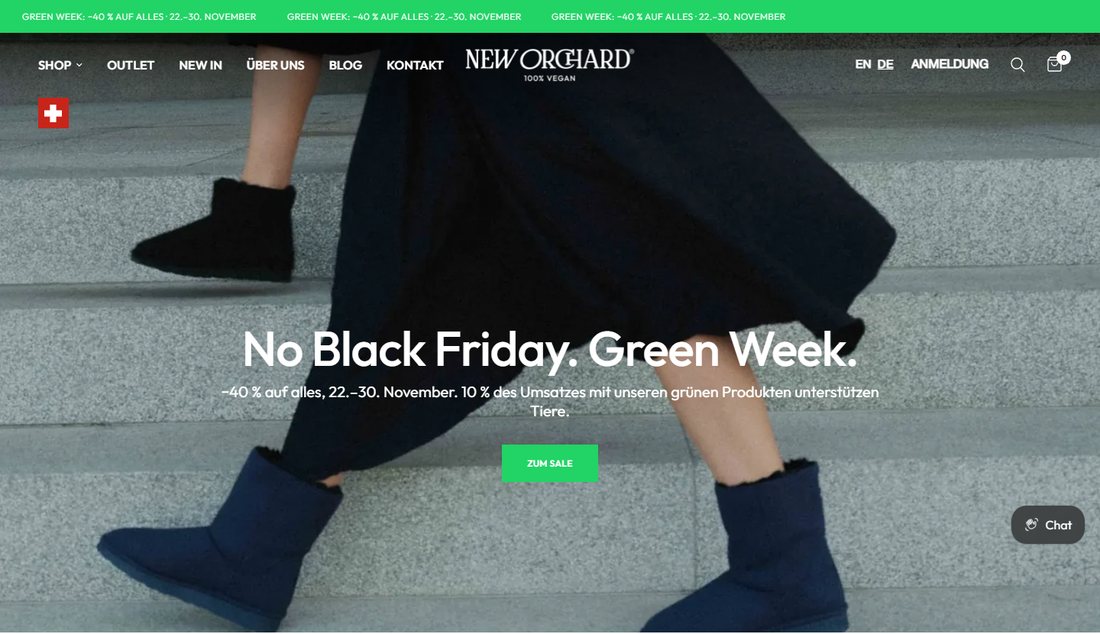 GREEN WEEK: −40 % AUF ALLES · 22.–30. NOVEMBER GREEN WEEK: −40 % AUF ALLES · 22.–30. NOVEMBER GREEN WEEK: −40 % AUF ALLES · 22.–30. NOVEMBER
SHOP OUTLET NEW IN ÜBER UNS BLOG KONTAKT NEW ORCHARD® EN DE ANMELDUNG 0
100% VEGAN
No Black Friday. Green Week.
−40 % auf alles, 22.–30. November. 10 % des Umsatzes mit unseren grünen Produkten unterstützen
Tiere.
ZUM SALE
Chat